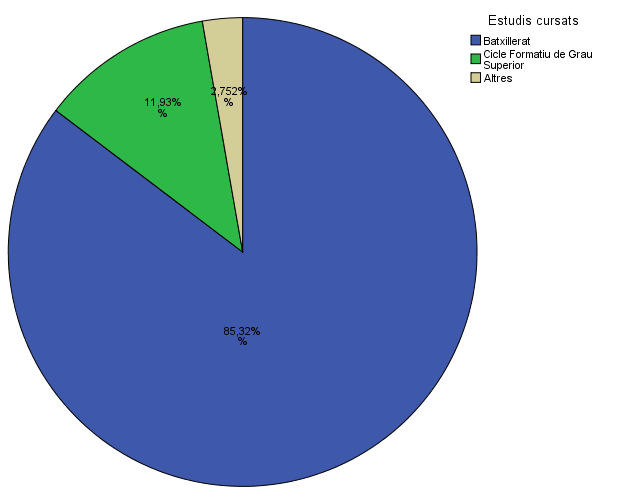 Estudis cursats
Batxillerat
Cicle Formatiu de Grau
Superior
Altres
2,752%
%
11,93%
%
85,32%
%